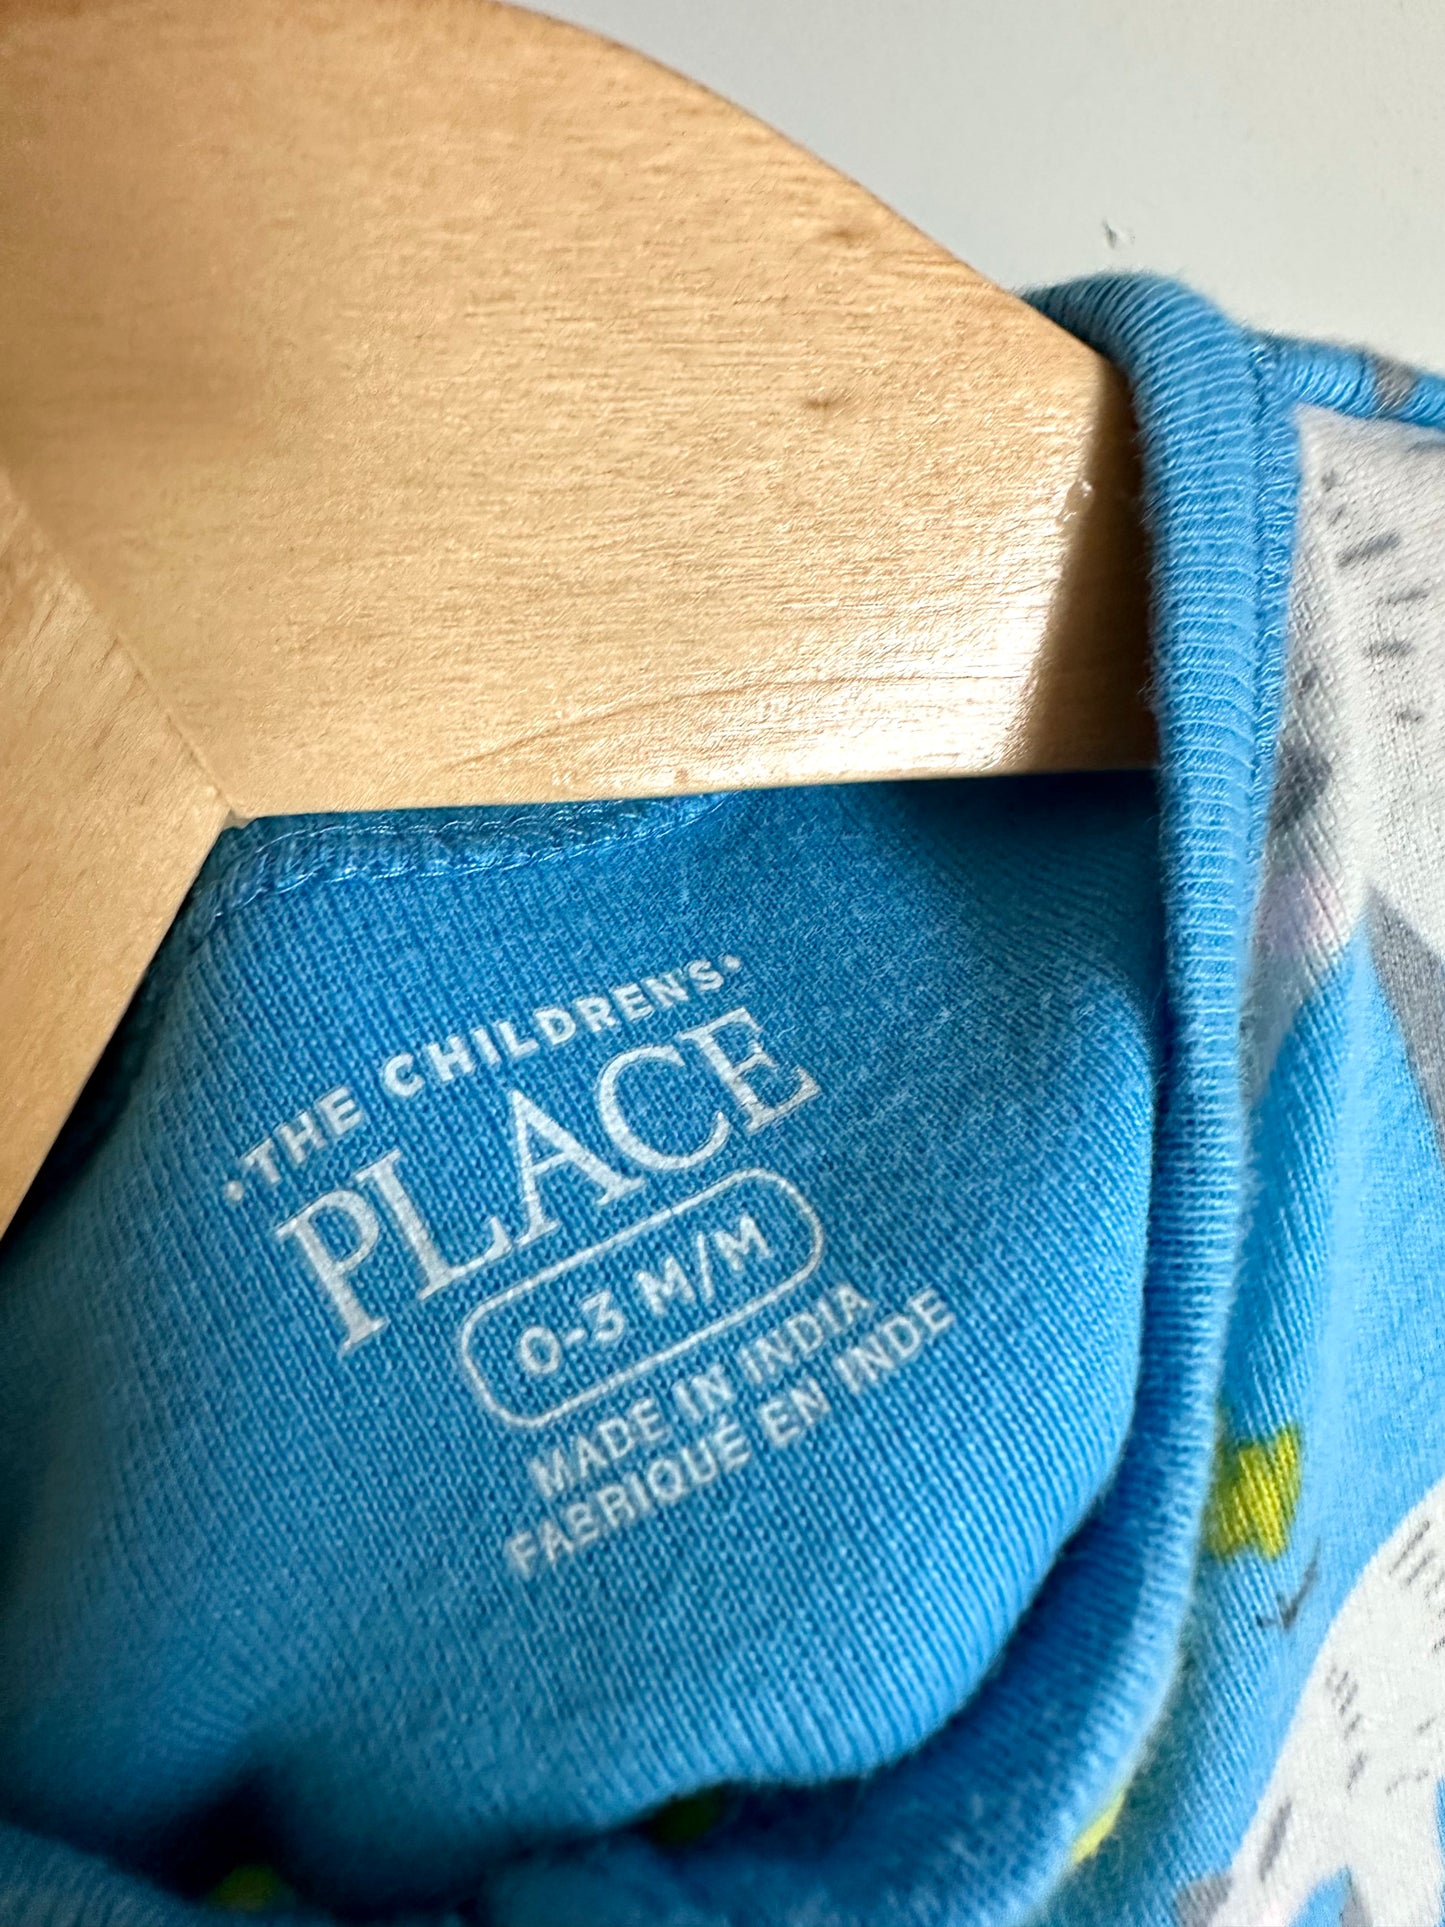 • THE CHILDREN'S •
PLACE
0-3 M/M
MADE IN INDIA
FABRIQUÉ EN INDE